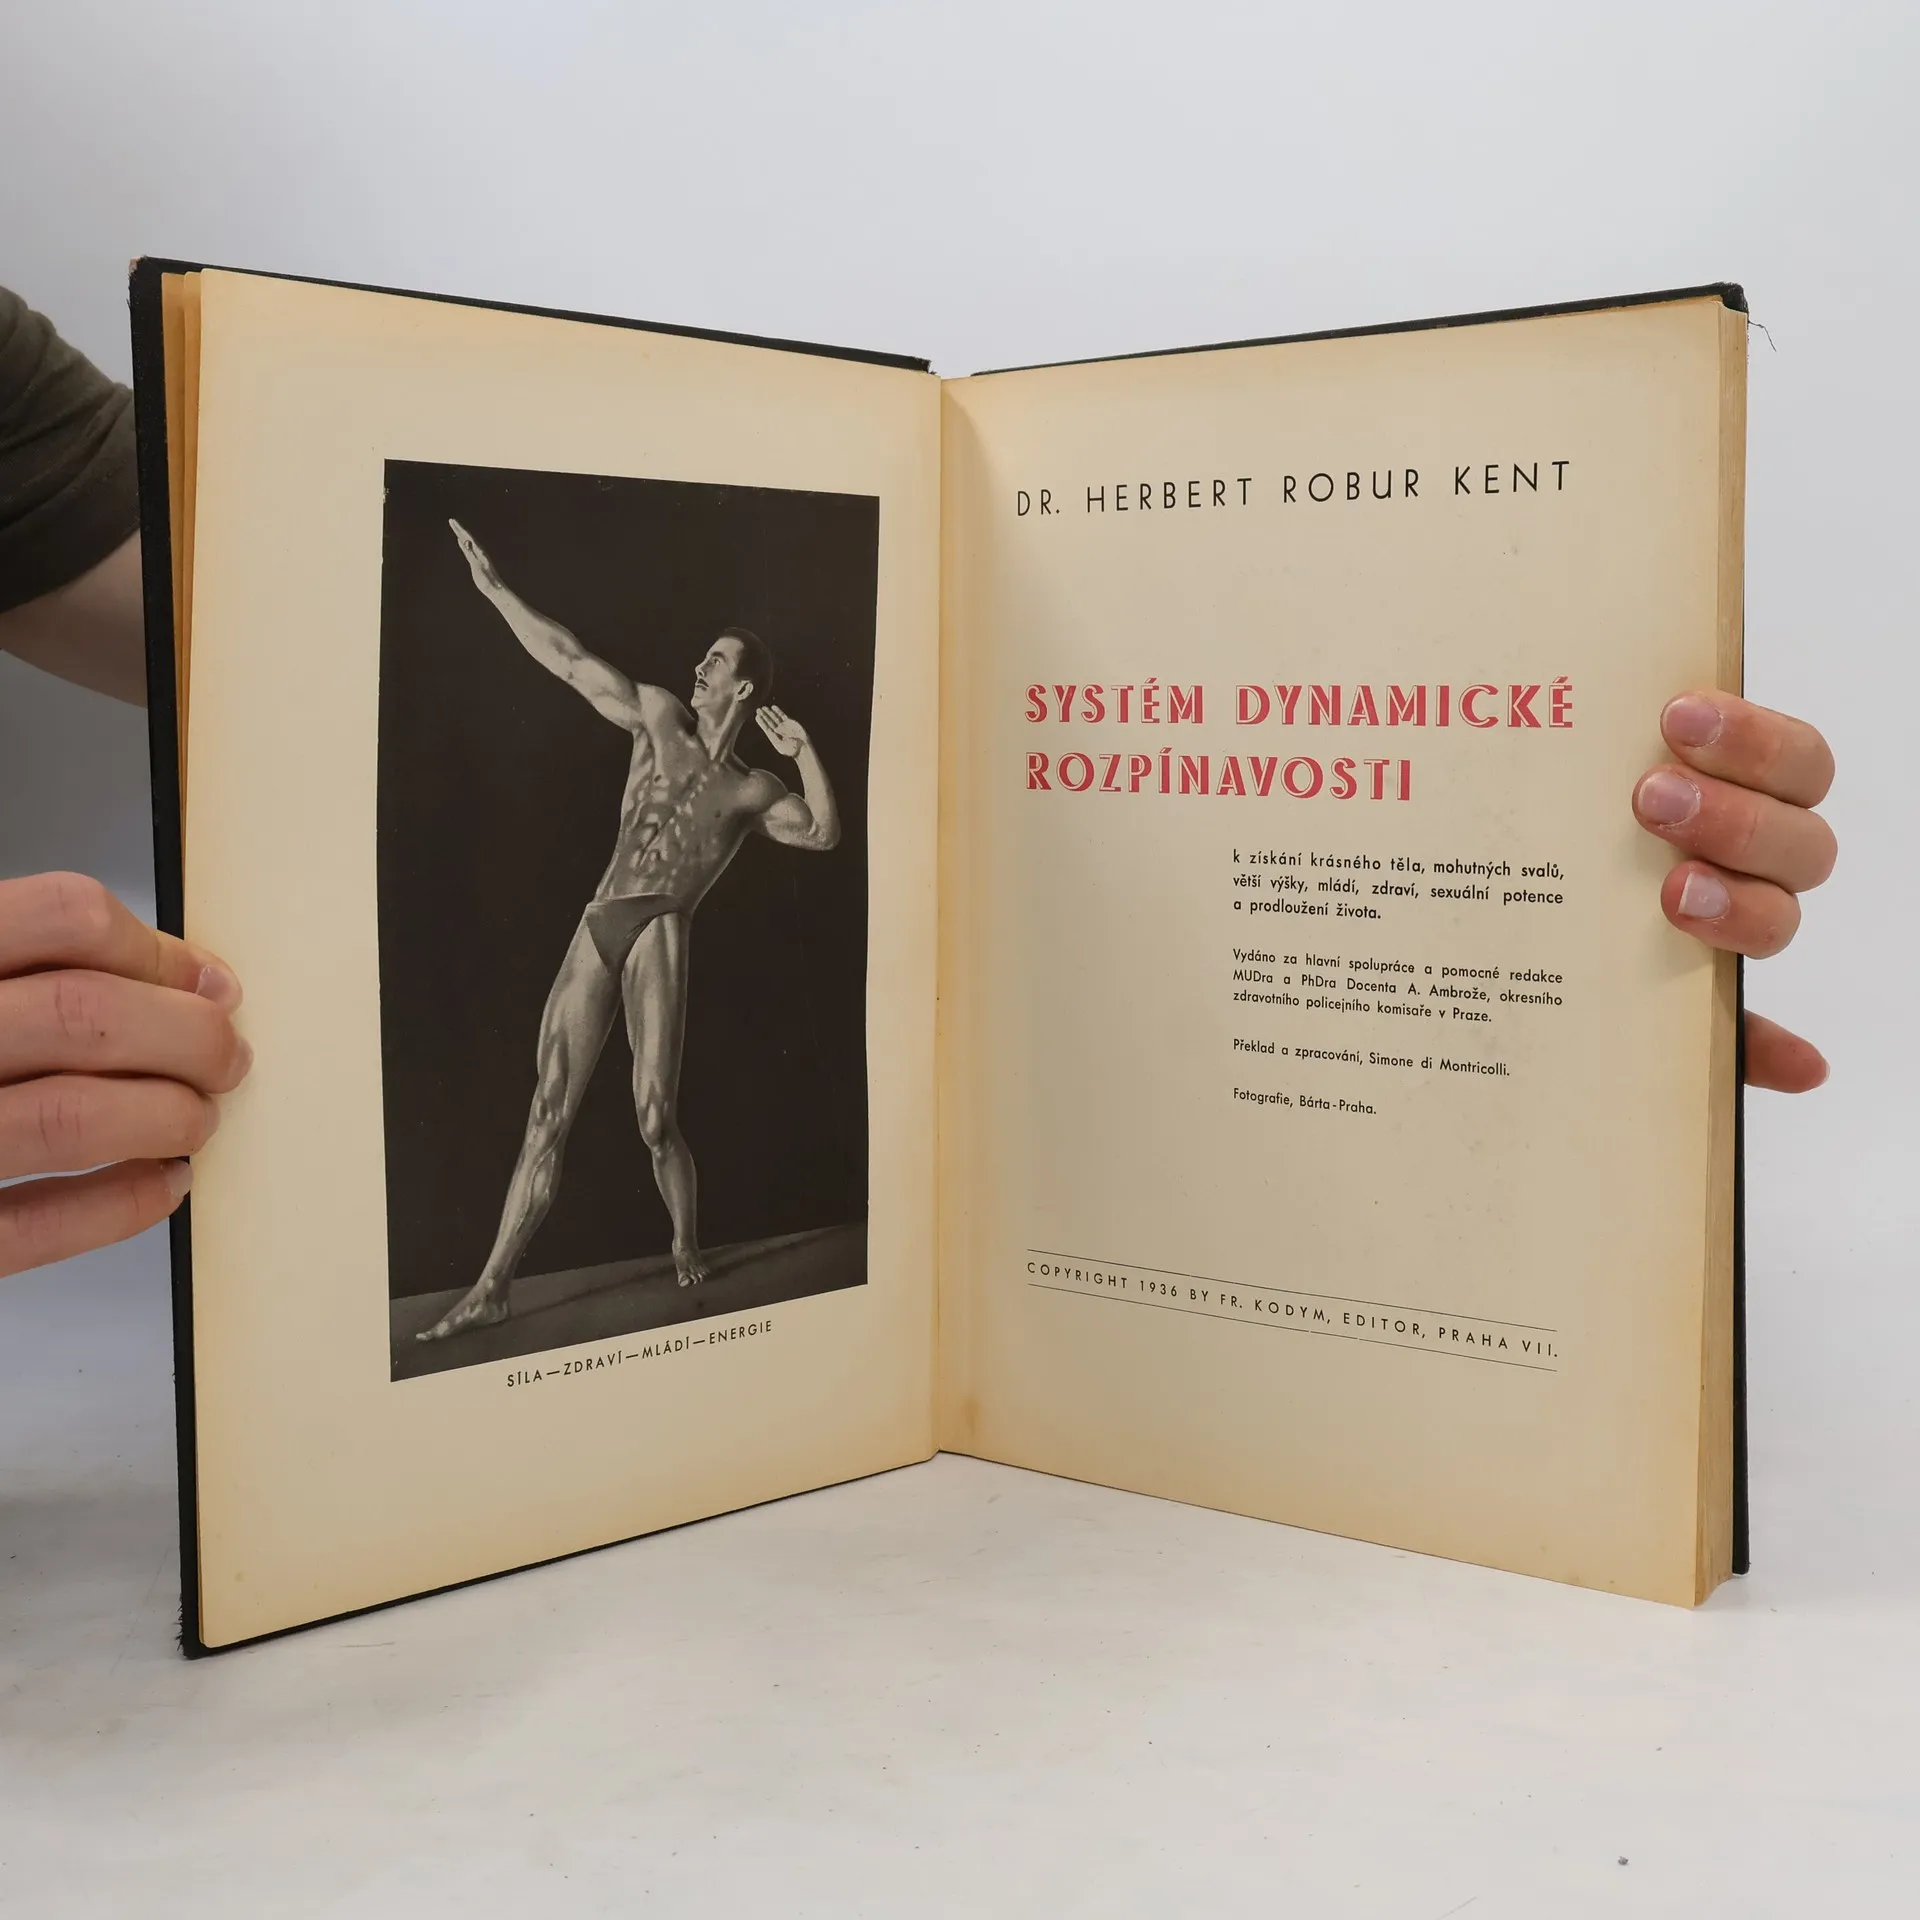 SÍLA—ZDRAVÍ—MLÁDÍ—ENERGIE
DR. HERBERT ROBUR KENT
SYSTÉM DYNAMICKÉ
ROZPÍNAVOSTI
k získání krásného těla, mohutných svalů,
větší výšky, mládí, zdraví, sexuální potence
a prodloužení života.
Vydáno za hlavní spolupráce a pomocné redakce
MUDra a PhDra Docenta A. Ambrože, okresního
zdravotního policejního komisaře v Praze.
Překlad a zpracování, Simone di Montricolli.
Fotografie, Bárta-Praha.
COPYRIGHT 1936 BY FR. KODYM, EDITOR, PRAHA VII.